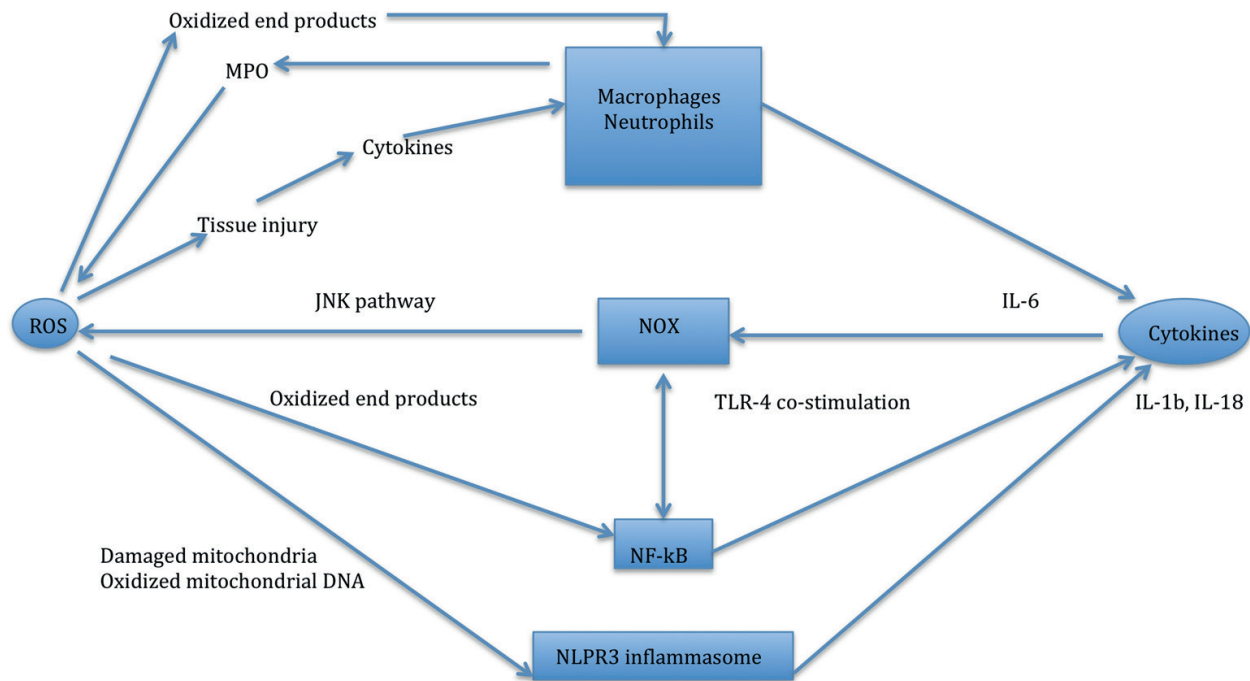 Oxidized end products
MPO
Macrophages
Neutrophils
Cytokines
Tissue injury
JNK pathway
IL-6
ROS
NOX
Cytokines
Oxidized end products
TLR-4 co-stimulation
IL-1b, IL-18
NF-kB
Damaged mitochondria
Oxidized mitochondrial DNA
NLPR3 inflammasome